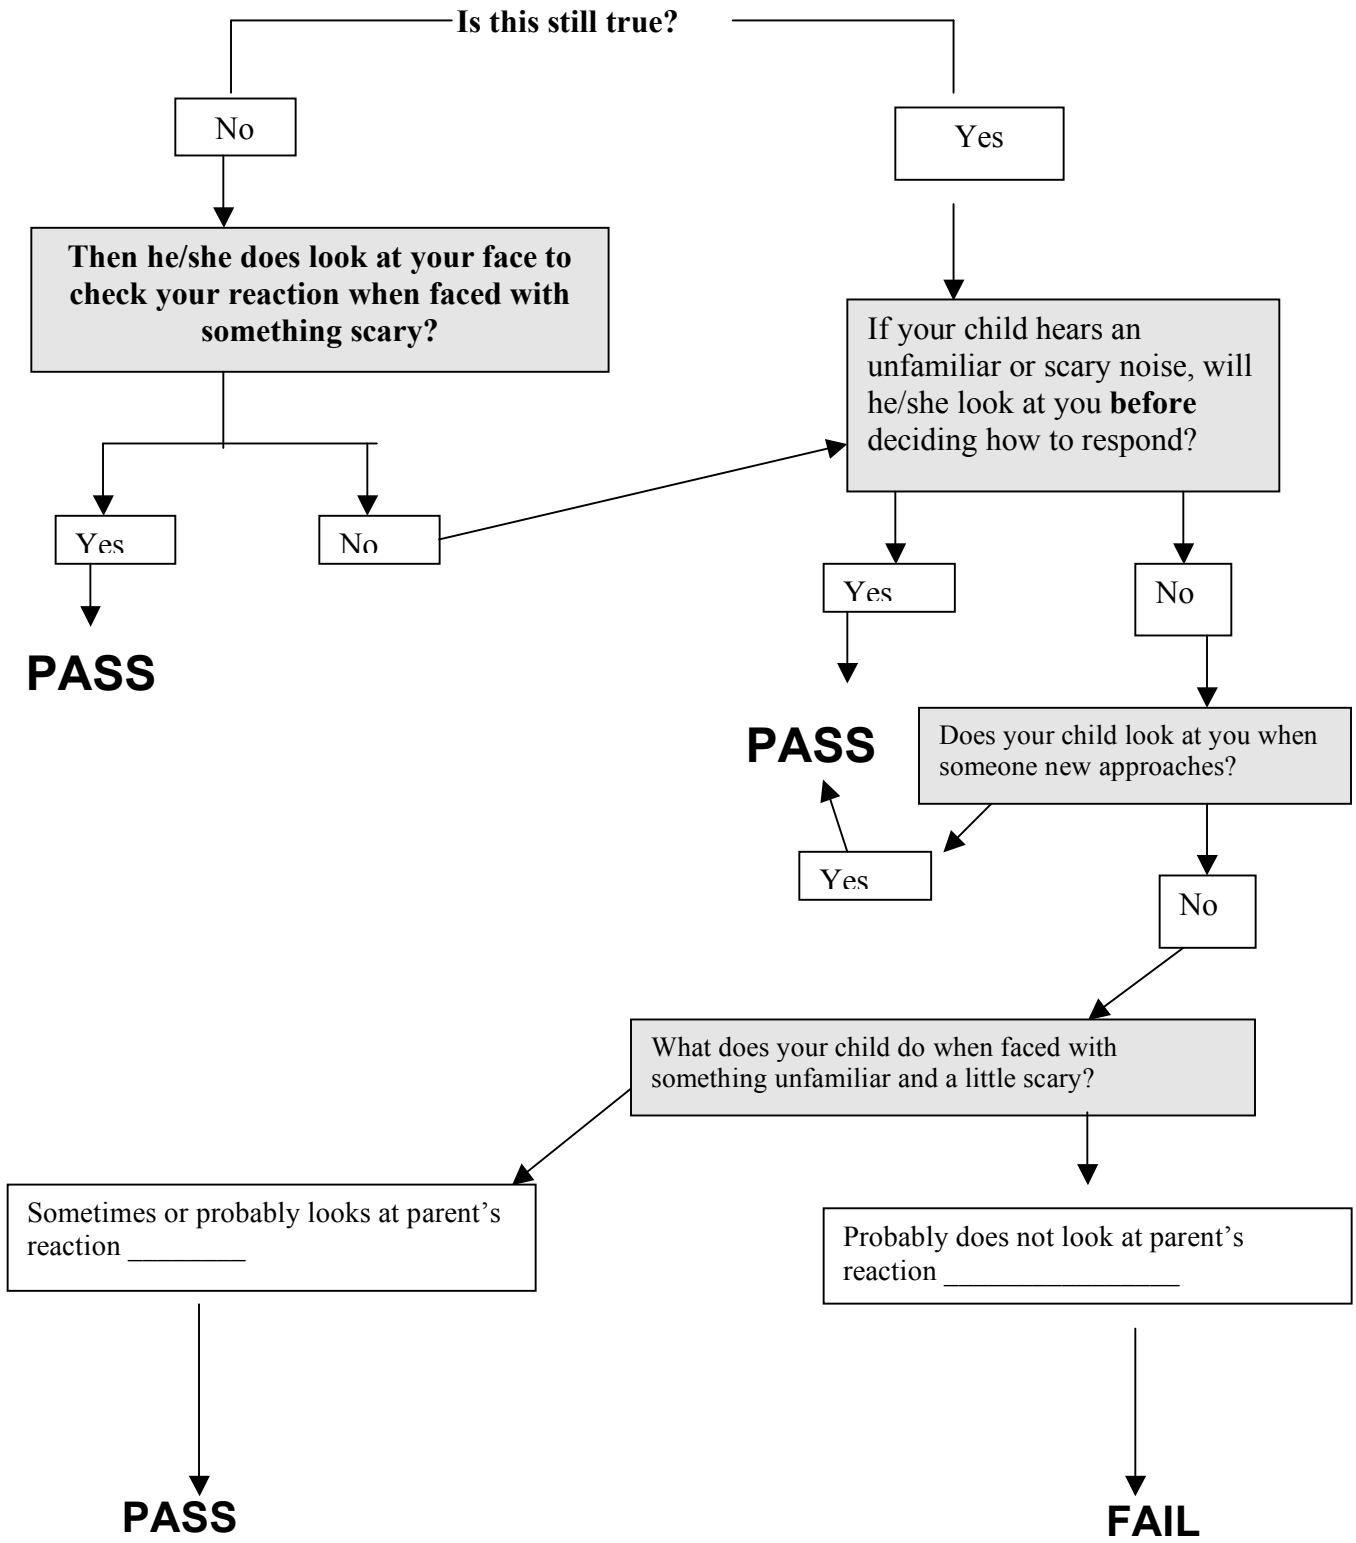 Is this still true?
No
Yes
Then he/she does look at your face to
check your reaction when faced with
something scary?
If your child hears an
unfamiliar or scary noise, will
he/she look at you before
deciding how to respond?
Yes
No
PASS
Yes
No
PASS
Does your child look at you when
someone new approaches?
Yes
No
What does your child do when faced with
something unfamiliar and a little scary?
Sometimes or probably looks at parent’s
reaction ________
Probably does not look at parent’s
reaction ________________
PASS
FAIL